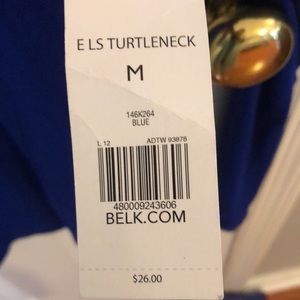 E LS TURTLENECK
M
146K264
BLUE
L 12 ADTW 93878
480009243606
BELK.COM
$26.00